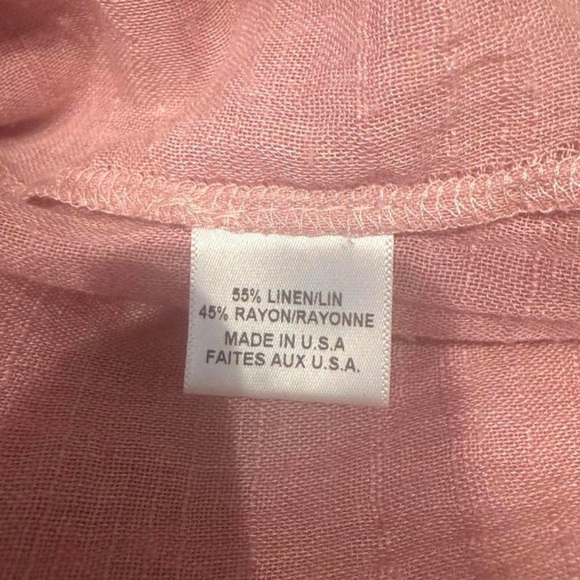 55% LINEN/LIN
45% RAYON/RAYONNE
MADE IN U.S.A
FAITES AUX U.S.A.